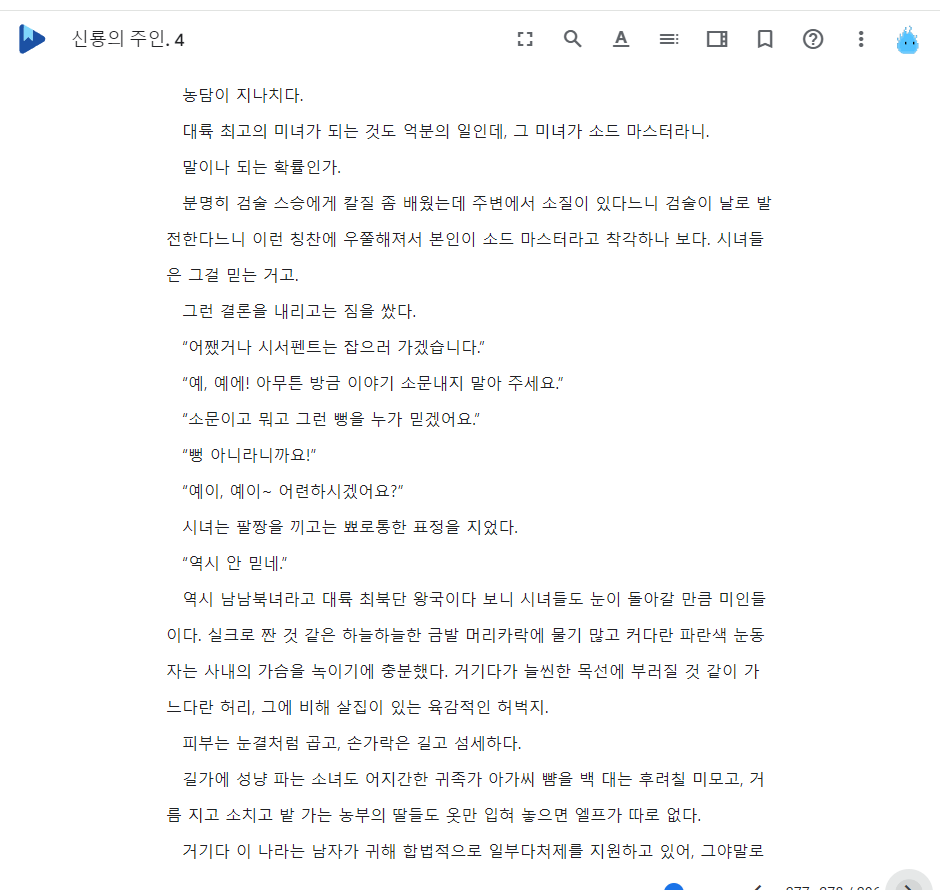 신룡의 주인. 4
농담이 지나치다.
대륙 최고의 미녀가 되는 것도 억분의 일인데, 그 미녀가 소드 마스터라니.
말이나 되는 확률인가.
분명히 검술 스승에게 칼질 좀 배웠는데 주변에서 소질이 있다느니 검술이 날로 발
전한다느니 이런 칭찬에 우쭐해져서 본인이 소드 마스터라고 착각하나 보다. 시녀들
은 그걸 믿는 거고.
그런 결론을 내리고는 짐을 쌌다.
“어쨌거나 시서펜트는 잡으러 가겠습니다.”
“예, 예에! 아무튼 방금 이야기 소문내지 말아 주세요.”
“소문이고 뭐고 그런 뻥을 누가 믿겠어요.”
“뻥 아니라니까요!”
“예이, 예이~ 어련하시겠어요?”
시녀는 팔짱을 끼고는 뾰로통한 표정을 지었다.
“역시 안 믿네.”
역시 남남북녀라고 대륙 최북단 왕국이다 보니 시녀들도 눈이 돌아갈 만큼 미인들
이다. 실크로 짠 것 같은 하늘하늘한 금발 머리카락에 물기 많고 커다란 파란색 눈동
자는 사내의 가슴을 녹이기에 충분했다. 거기다가 늘씬한 목선에 부러질 것 같이 가
느다란 허리, 그에 비해 살집이 있는 육감적인 허벅지.
피부는 눈결처럼 곱고, 손가락은 길고 섬세하다.
길가에 성냥 파는 소녀도 어지간한 귀족가 아가씨 뺨을 백 대는 후려칠 미모고, 거
름 지고 소치고 밭 가는 농부의 딸들도 옷만 입혀 놓으면 엘프가 따로 없다.
거기다 이 나라는 남자가 귀해 합법적으로 일부다처제를 지원하고 있어, 그야말로